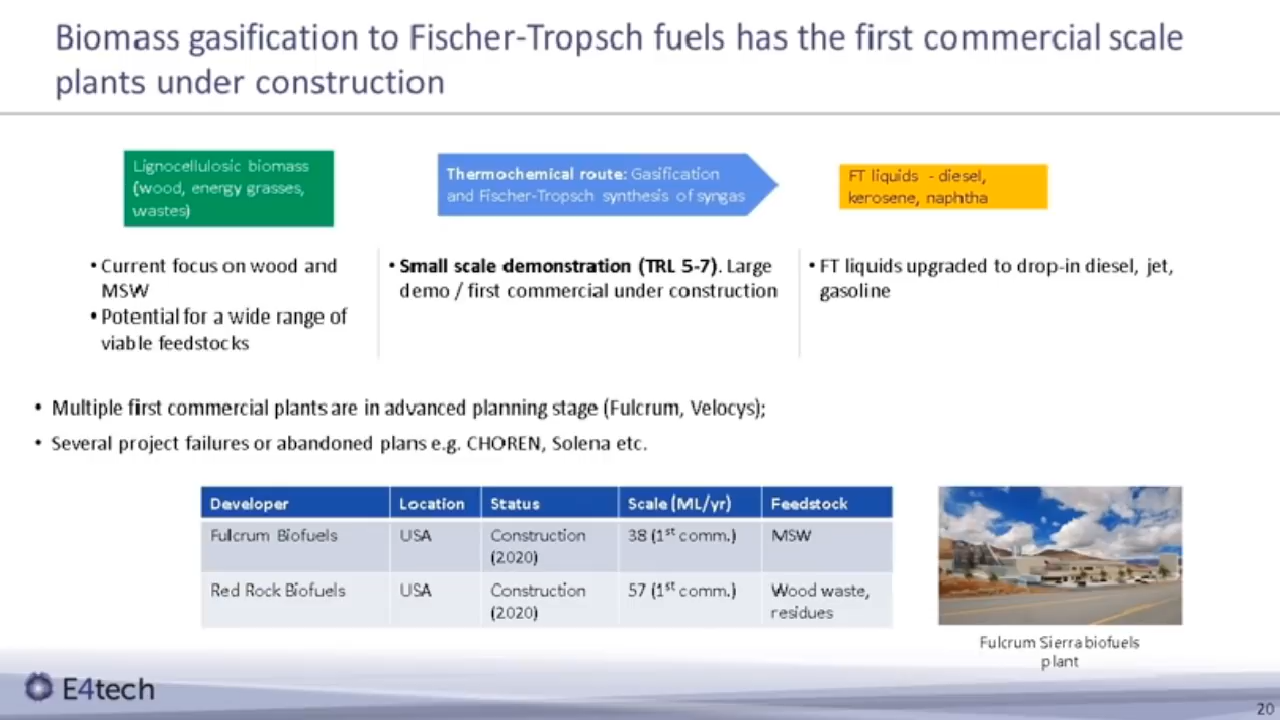 Biomass gasification to Fischer-Tropsch fuels has the first commercial scale
plants under construction
Lignocellulosic biomass
(wood, energy grasses,
wastes)
Thermochemical route: Gasification
and Fischer-Tropsch synthesis of syngas
FT liquids - diesel,
kerosene, naphtha
• Current focus on wood and
MSW
• Potential for a wide range of
viable feedstocks
• Small scale demonstration (TRL 5-7). Large
demo / first commercial under construction
• FT liquids upgraded to drop-in diesel, jet,
gasoline
• Multiple first commercial plants are in advanced planning stage (Fulcrum, Velocys);
• Several project failures or abandoned plans e.g. CHOREN, Solena etc.
Developer Location Status Scale (ML/yr) Feedstock
Fulcrum Biofuels USA Construction 38 (1st comm.) MSW
(2020)
Red Rock Biofuels USA Construction 57 (1st comm.) Wood waste,
(2020) residues
Fulcrum Sierra biofuels
plant
E4tech
20